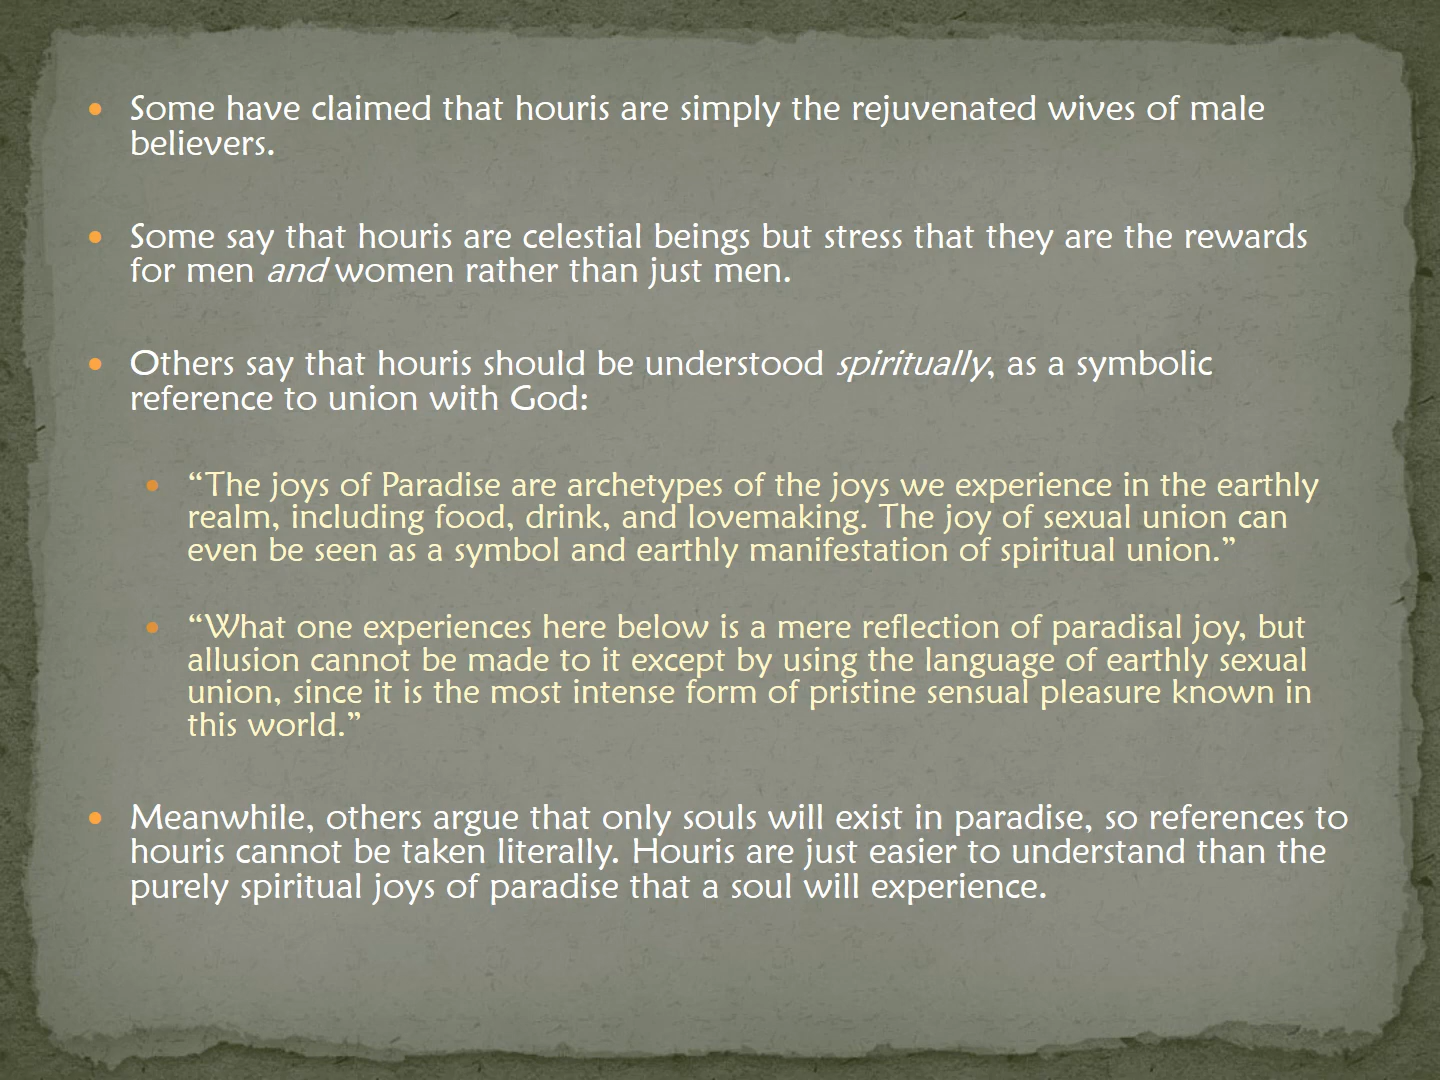 • Some have claimed that houris are simply the rejuvenated wives of male
believers.
• Some say that houris are celestial beings but stress that they are the rewards
for men and women rather than just men.
• Others say that houris should be understood spiritually, as a symbolic
reference to union with God:
• “The joys of Paradise are archetypes of the joys we experience in the earthly
realm, including food, drink, and lovemaking. The joy of sexual union can
even be seen as a symbol and earthly manifestation of spiritual union.”
• “What one experiences here below is a mere reflection of paradisal joy, but
allusion cannot be made to it except by using the language of earthly sexual
union, since it is the most intense form of pristine sensual pleasure known in
this world.”
• Meanwhile, others argue that only souls will exist in paradise, so references to
houris cannot be taken literally. Houris are just easier to understand than the
purely spiritual joys of paradise that a soul will experience.